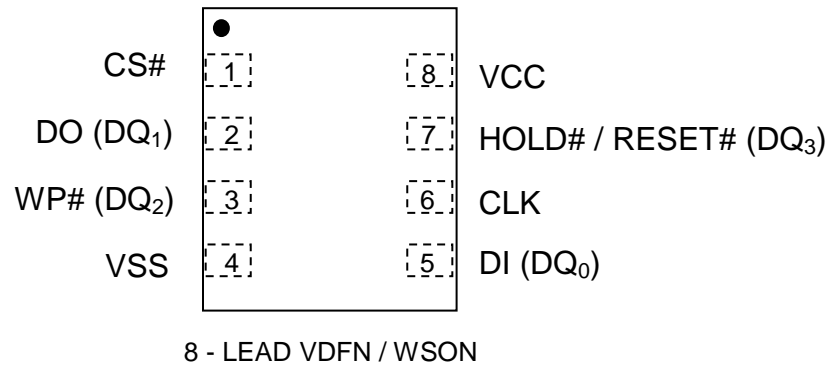 CS# 1 8 VCC
DO (DQ₁) 2 7 HOLD# / RESET# (DQ₃)
WP# (DQ₂) 3 6 CLK
VSS 4 5 DI (DQ₀)
8 - LEAD VDFN / WSON